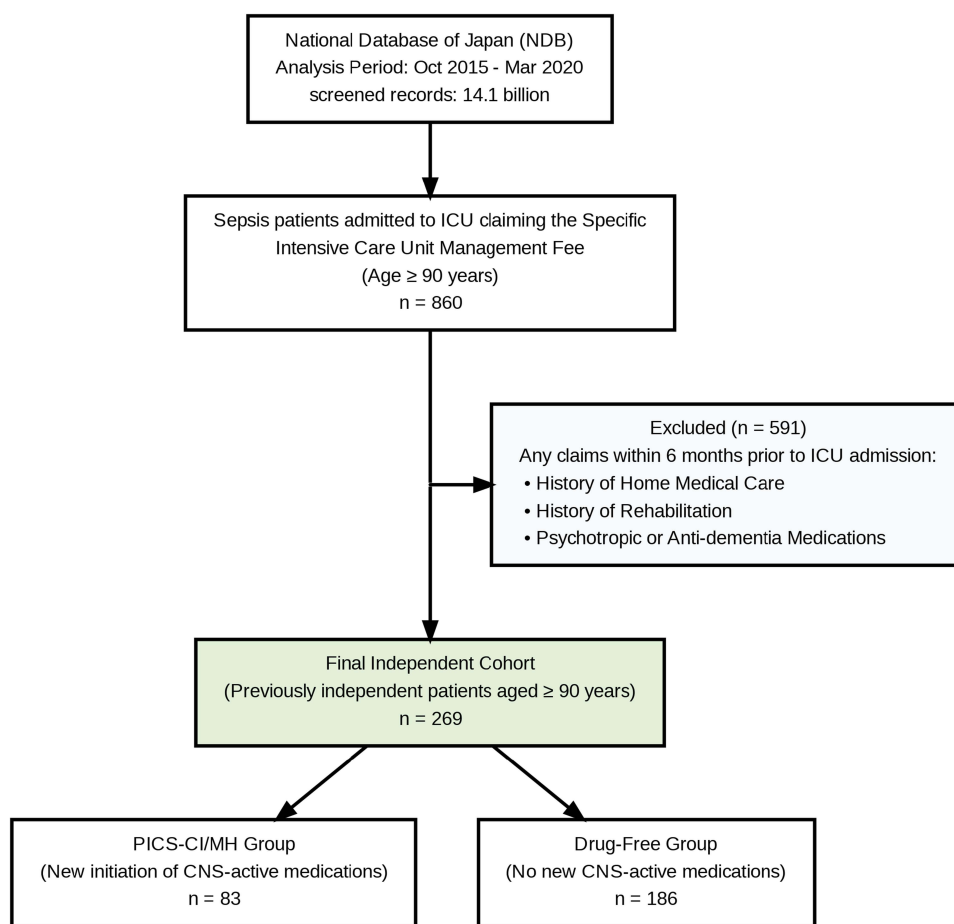 National Database of Japan (NDB)
Analysis Period: Oct 2015 - Mar 2020
screened records: 14.1 billion
Sepsis patients admitted to ICU claiming the Specific
Intensive Care Unit Management Fee
(Age ≥ 90 years)
n = 860
Excluded (n = 591)
Any claims within 6 months prior to ICU admission:
• History of Home Medical Care
• History of Rehabilitation
• Psychotropic or Anti-dementia Medications
Final Independent Cohort
(Previously independent patients aged ≥ 90 years)
n = 269
PICS-CI/MH Group
(New initiation of CNS-active medications)
n = 83
Drug-Free Group
(No new CNS-active medications)
n = 186